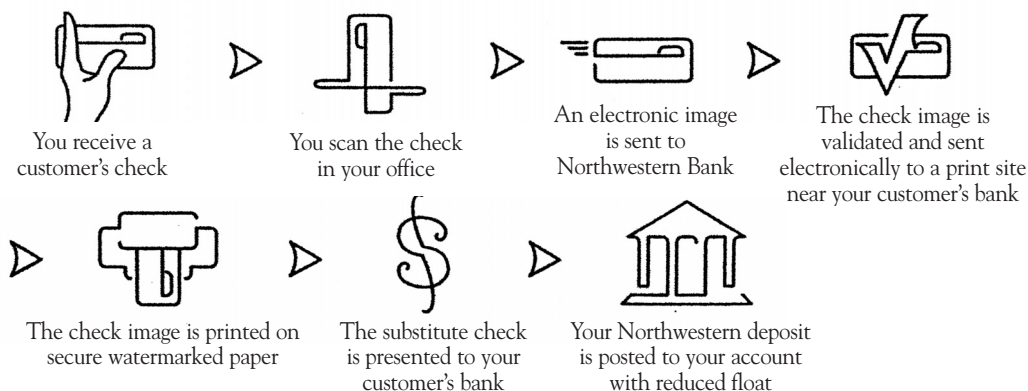 You receive a
customer's check
You scan the check
in your office
An electronic image
is sent to
Northwestern Bank
The check image is
validated and sent
electronically to a print site
near your customer's bank
The check image is printed on
secure watermarked paper
The substitute check
is presented to your
customer's bank
Your Northwestern deposit
is posted to your account
with reduced float